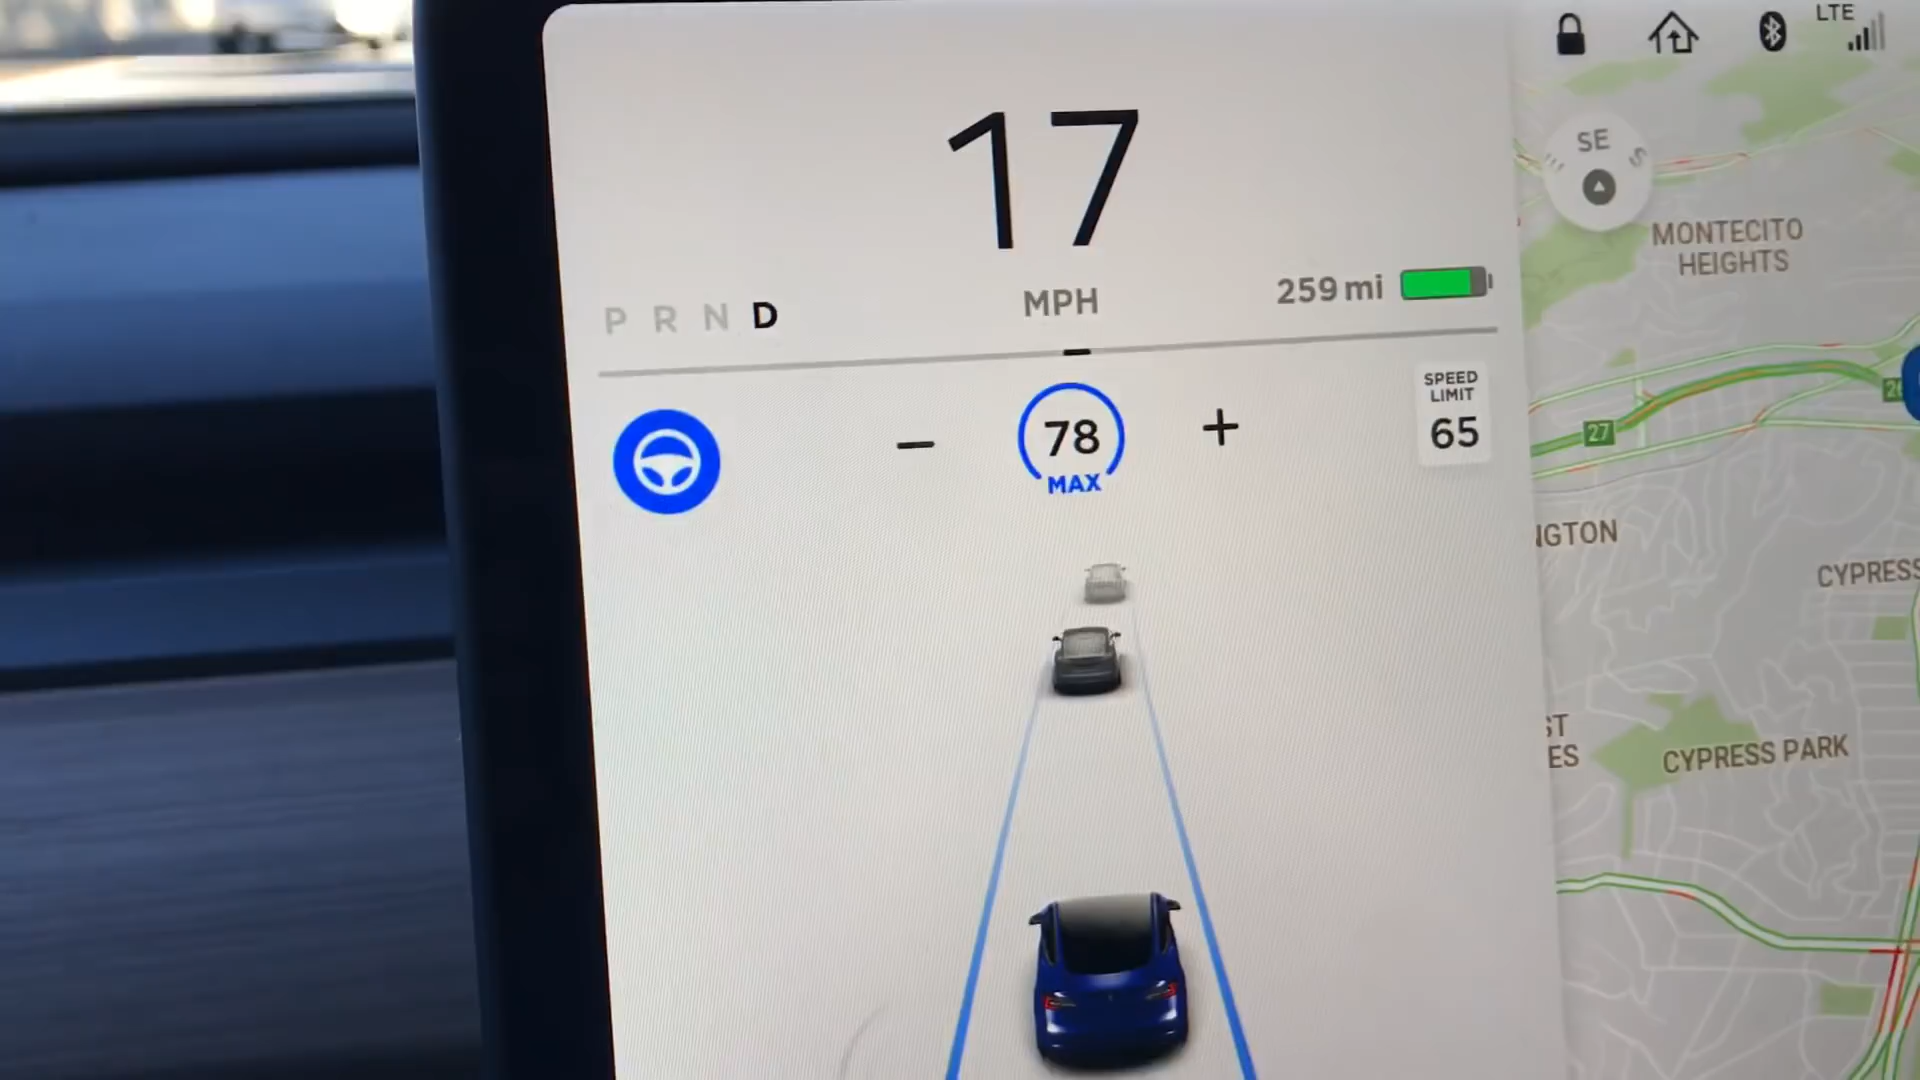 LTE
17
SE
S
MONTECITO
HEIGHTS
P R N D
MPH
259 mi
SPEED
LIMIT
65
− 78 +
MAX
27
NGTON
CYPRESS
ST
ES
CYPRESS PARK